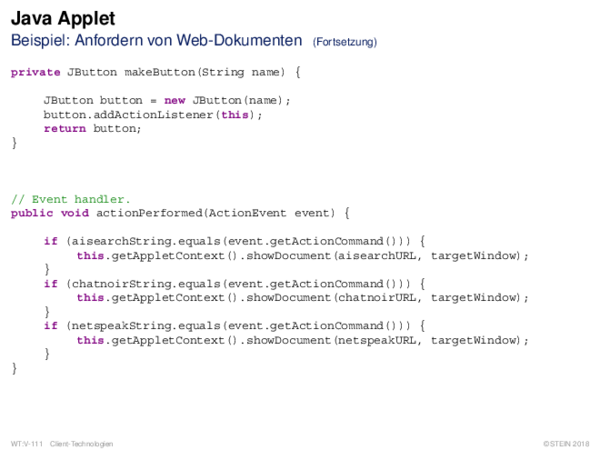 Java Applet
Beispiel: Anfordern von Web-Dokumenten (Fortsetzung)
private JButton makeButton(String name) {
JButton button = new JButton(name);
button.addActionListener(this);
return button;
}
// Event handler.
public void actionPerformed(ActionEvent event) {
if (aisearchString.equals(event.getActionCommand())) {
this.getAppletContext().showDocument(aisearchURL, targetWindow);
}
if (chatnoirString.equals(event.getActionCommand())) {
this.getAppletContext().showDocument(chatnoirURL, targetWindow);
}
if (netspeakString.equals(event.getActionCommand())) {
this.getAppletContext().showDocument(netspeakURL, targetWindow);
}
}
WT:V-111 Client-Technologien ©STEIN 2018